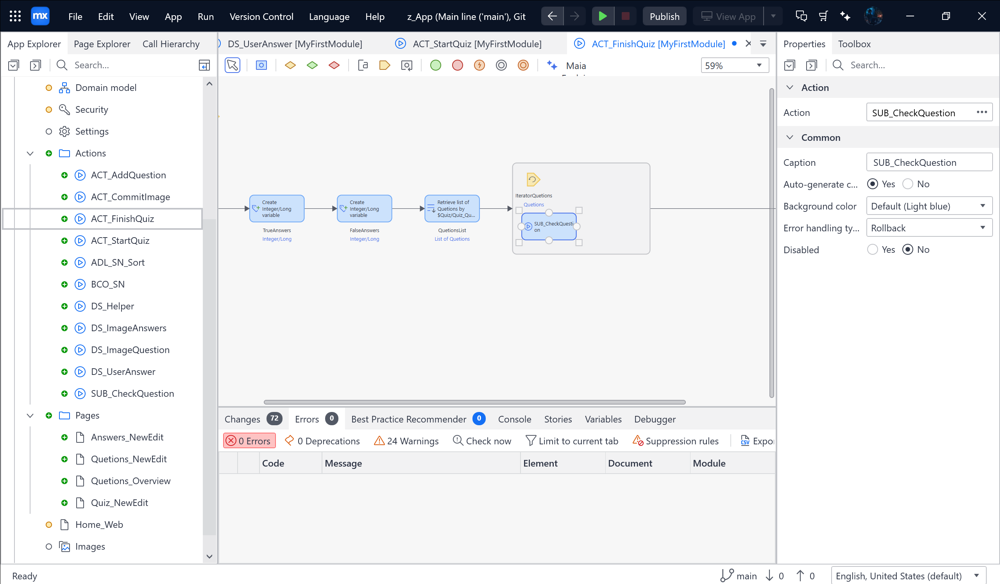 mx File Edit View App Run Version Control Language Help z_App (Main line ('main'), Git Publish View App
App Explorer Page Explorer Call Hierarchy
Search...
Domain model
Security
Settings
Actions
ACT_AddQuestion
ACT_CommitImage
ACT_FinishQuiz
ACT_StartQuiz
ADL_SN_Sort
BCO_SN
DS_Helper
DS_ImageAnswers
DS_ImageQuestion
DS_UserAnswer
SUB_CheckQuestion
Pages
Answers_NewEdit
Quetions_NewEdit
Quetions_Overview
Quiz_NewEdit
Home_Web
Images
DS_UserAnswer [MyFirstModule] ACT_StartQuiz [MyFirstModule] ACT_FinishQuiz [MyFirstModule]
Maia
59%
Create
Integer/Long
variable
TrueAnswers
Integer/Long
Create
Integer/Long
variable
FalseAnswers
Integer/Long
Retrieve list of
Quetions by
$Quiz/Quiz_Qu...
QuetionsList
List of Quetions
IteratorQuetions
Quetions
SUB_CheckQuesti
on
Changes 72 Errors 0 Best Practice Recommender 0 Console Stories Variables Debugger
0 Errors 0 Deprecations 24 Warnings Check now Limit to current tab Suppression rules CSV Expor
Code Message Element Document Module
Properties Toolbox
Search...
Action
Action SUB_CheckQuestion
Common
Caption SUB_CheckQuestion
Auto-generate c... Yes No
Background color Default (Light blue)
Error handling ty... Rollback
Disabled Yes No
Ready main 0 0 English, United States (default)